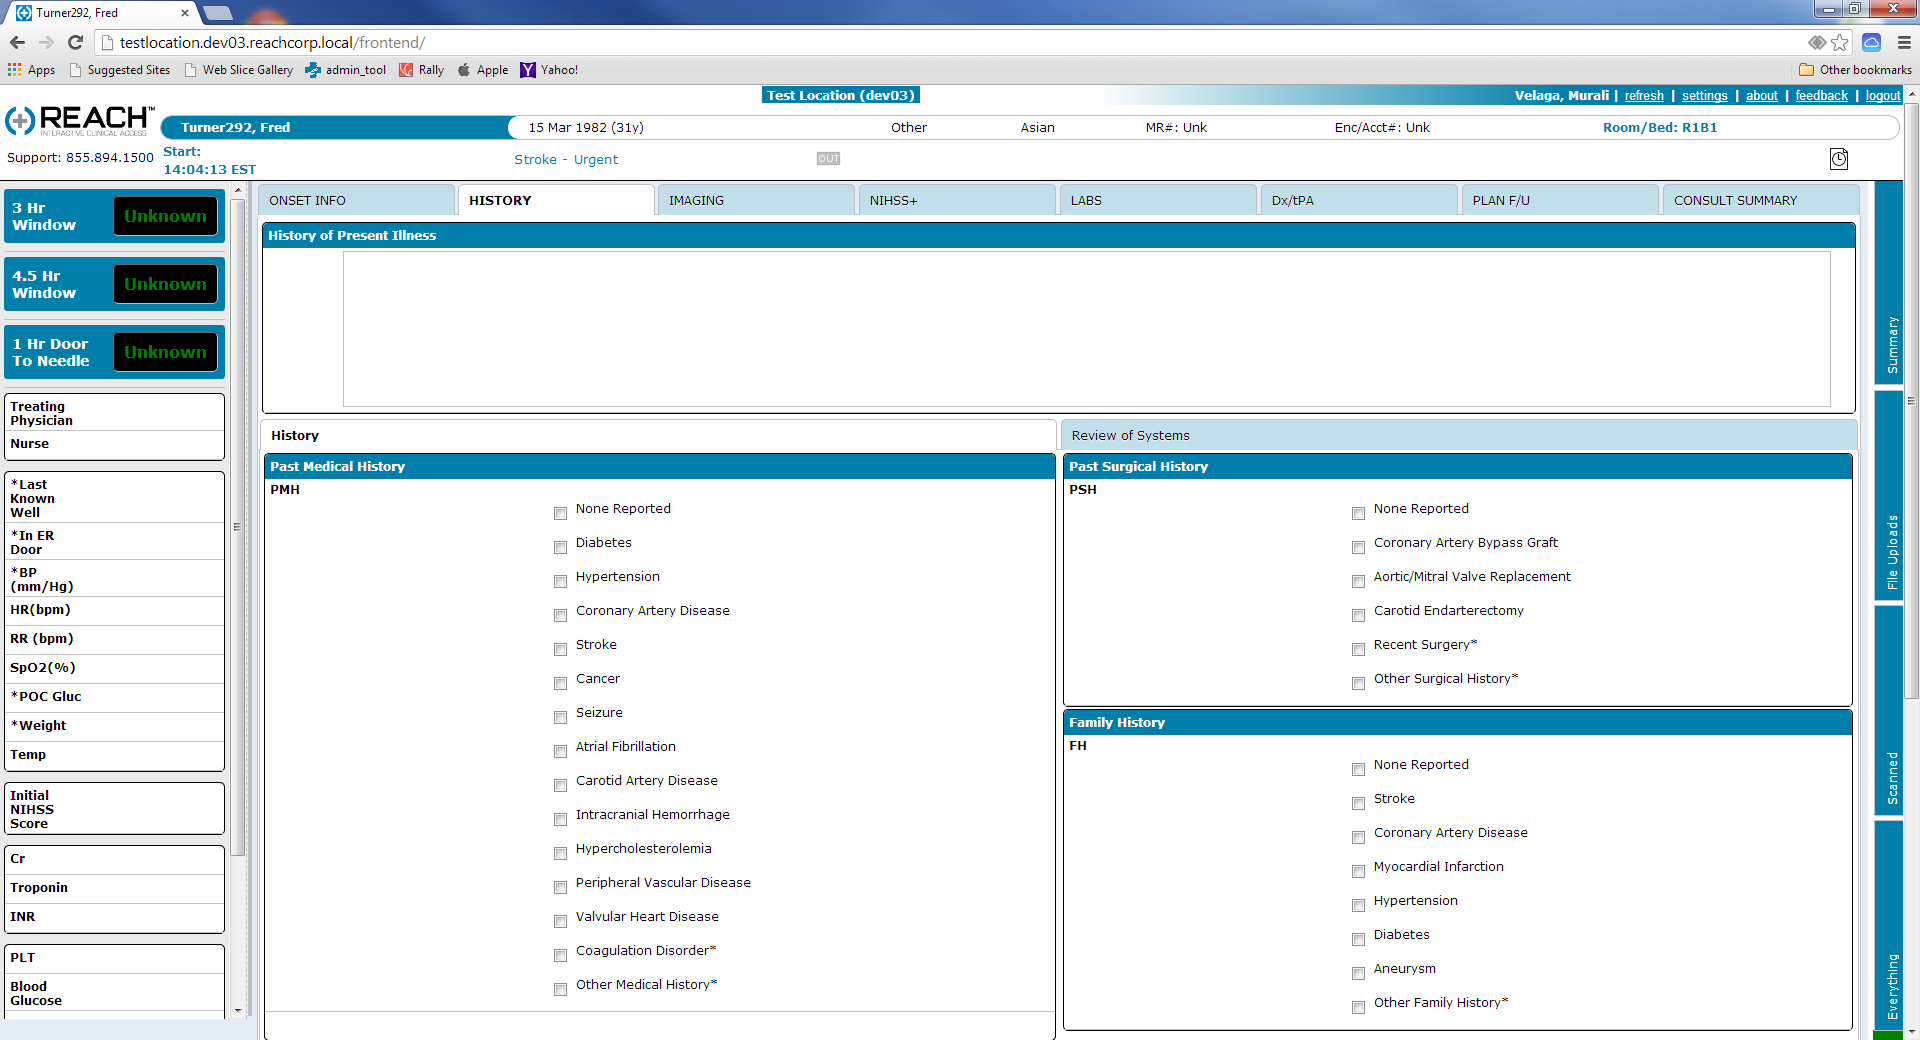 Turner292, Fred
testlocation.dev03.reachcorp.local/frontend/
Apps Suggested Sites Web Slice Gallery admin_tool Rally Apple Yahoo! Other bookmarks
Test Location (dev03)
Velaga, Murali | refresh | settings | about | feedback | logout
REACH™
INTERACTIVE CLINICAL ACCESS
Turner292, Fred 15 Mar 1982 (31y) Other Asian MR#: Unk Enc/Acct#: Unk Room/Bed: R1B1
Support: 855.894.1500
Start:
14:04:13 EST
Stroke - Urgent
OUT
3 Hr
Window
Unknown
4.5 Hr
Window
Unknown
1 Hr Door
To Needle
Unknown
Treating
Physician
Nurse
*Last
Known
Well
*In ER
Door
*BP
(mm/Hg)
HR(bpm)
RR (bpm)
SpO2(%)
*POC Gluc
*Weight
Temp
Initial
NIHSS
Score
Cr
Troponin
INR
PLT
Blood
Glucose
ONSET INFO HISTORY IMAGING NIHSS+ LABS Dx/tPA PLAN F/U CONSULT SUMMARY
History of Present Illness
History
Review of Systems
Past Medical History
PMH
None Reported
Diabetes
Hypertension
Coronary Artery Disease
Stroke
Cancer
Seizure
Atrial Fibrillation
Carotid Artery Disease
Intracranial Hemorrhage
Hypercholesterolemia
Peripheral Vascular Disease
Valvular Heart Disease
Coagulation Disorder*
Other Medical History*
Past Surgical History
PSH
None Reported
Coronary Artery Bypass Graft
Aortic/Mitral Valve Replacement
Carotid Endarterectomy
Recent Surgery*
Other Surgical History*
Family History
FH
None Reported
Stroke
Coronary Artery Disease
Myocardial Infarction
Hypertension
Diabetes
Aneurysm
Other Family History*
Summary
File Uploads
Scanned
Everything